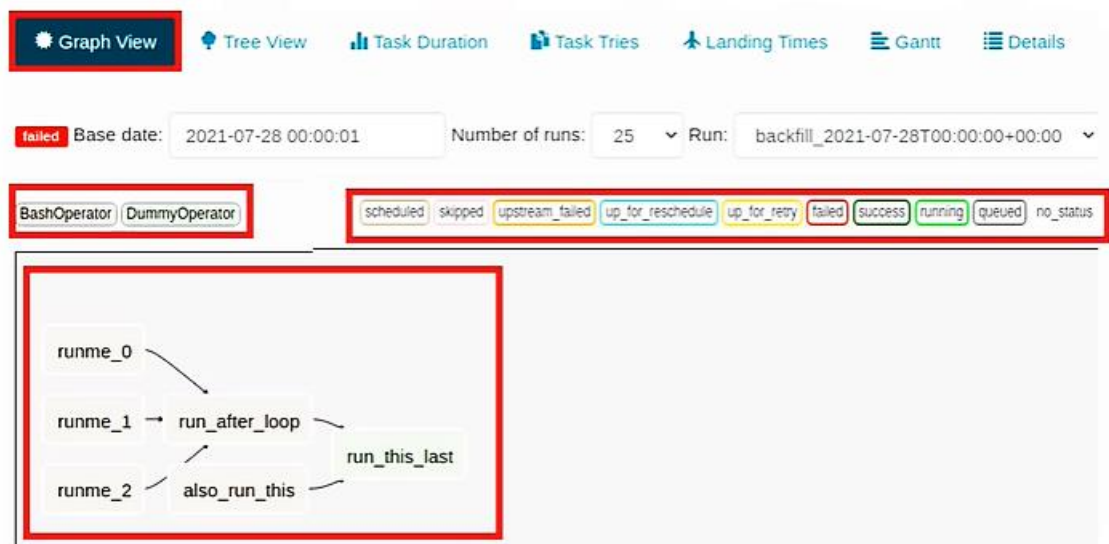 Graph View Tree View Task Duration Task Tries Landing Times Gantt Details
failed Base date: 2021-07-28 00:00:01 Number of runs: 25 Run: backfill_2021-07-28T00:00:00+00:00
BashOperator DummyOperator scheduled skipped upstream_failed up_for_reschedule up_for_retry failed success running queued no_status
runme_0
runme_1 run_after_loop
run_this_last
runme_2 also_run_this